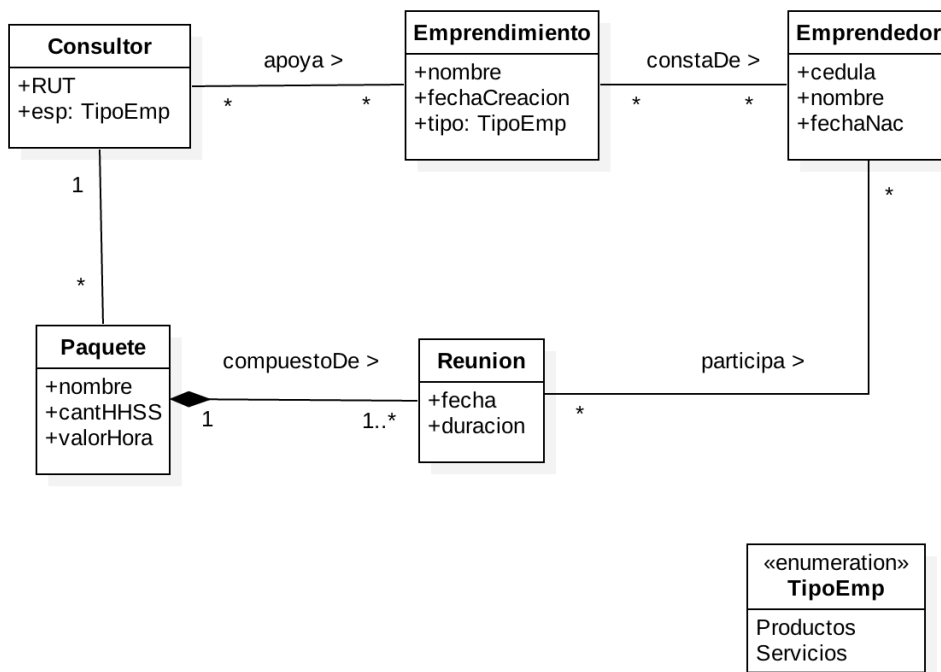 Consultor
+RUT
+esp: TipoEmp
apoya >
*
*
Emprendimiento
+nombre
+fechaCreacion
+tipo: TipoEmp
constaDe >
*
*
Emprendedor
+cedula
+nombre
+fechaNac
1
*
*
Paquete
+nombre
+cantHHSS
+valorHora
compuestoDe >
1
1..*
Reunion
+fecha
+duracion
participa >
*
«enumeration»
TipoEmp
Productos
Servicios